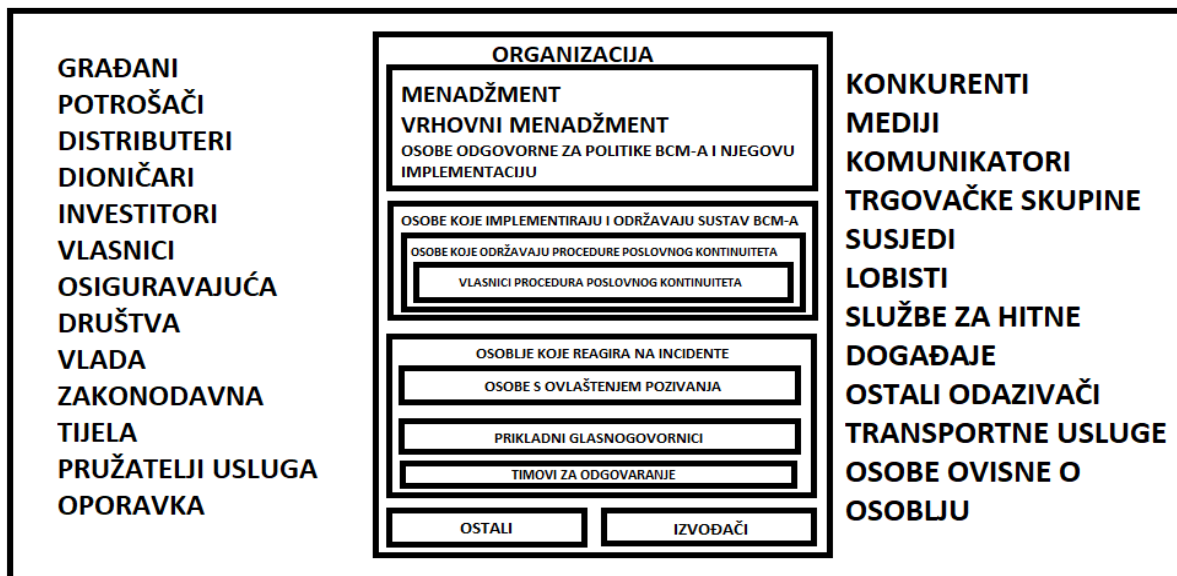 GRAĐANI
POTROŠAČI
DISTRIBUTERI
DIONIČARI
INVESTITORI
VLASNICI
OSIGURAVAJUĆA
DRUŠTVA
VLADA
ZAKONODAVNA
TIJELA
PRUŽATELJI USLUGA
OPORAVKA
ORGANIZACIJA
MENADŽMENT
VRHOVNI MENADŽMENT
OSOBE ODGOVORNE ZA POLITIKE BCM-A I NJEGOVU
IMPLEMENTACIJU
OSOBE KOJE IMPLEMENTIRAJU I ODRŽAVAJU SUSTAV BCM-A
OSOBE KOJE ODRŽAVAJU PROCEDURE POSLOVNOG KONTINUITETA
VLASNICI PROCEDURA POSLOVNOG KONTINUITETA
OSOBLJE KOJE REAGIRA NA INCIDENTE
OSOBE S OVLAŠTENJEM POZIVANJA
PRIKLADNI GLASNOGOVORNICI
TIMOVI ZA ODGOVARANJE
OSTALI
IZVOĐAČI
KONKURENTI
MEDIJI
KOMUNIKATORI
TRGOVAČKE SKUPINE
SUSJEDI
LOBISTI
SLUŽBE ZA HITNE
DOGAĐAJE
OSTALI ODAZIVAČI
TRANSPORTNE USLUGE
OSOBE OVISNE O
OSOBLJU